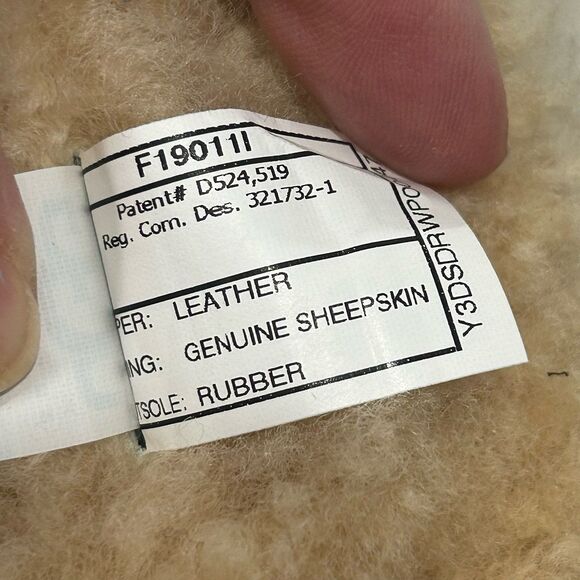 F19011I
Patent# D524,519
Reg. Com. Des. 321732-1
PER: LEATHER
NG: GENUINE SHEEPSKIN
TSOLE: RUBBER
Y3DSDRWPO